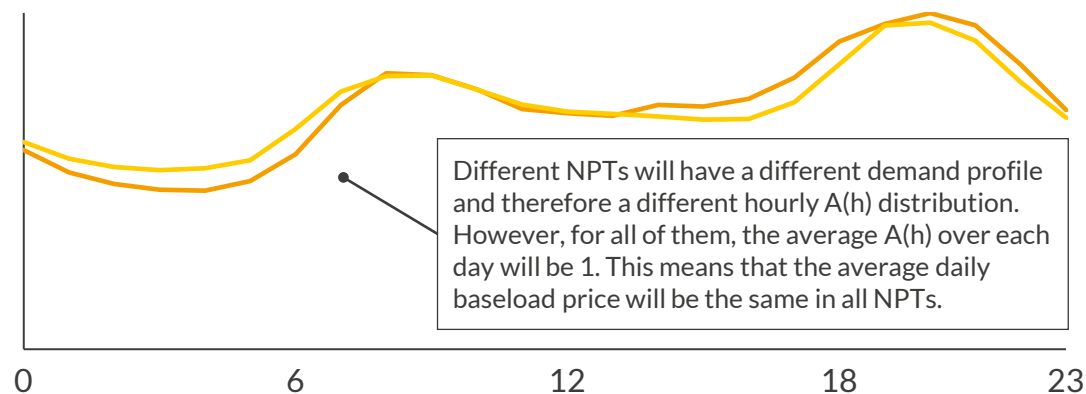 Different NPTs will have a different demand profile
and therefore a different hourly A(h) distribution.
However, for all of them, the average A(h) over each
day will be 1. This means that the average daily
baseload price will be the same in all NPTs.
0 6 12 18 23